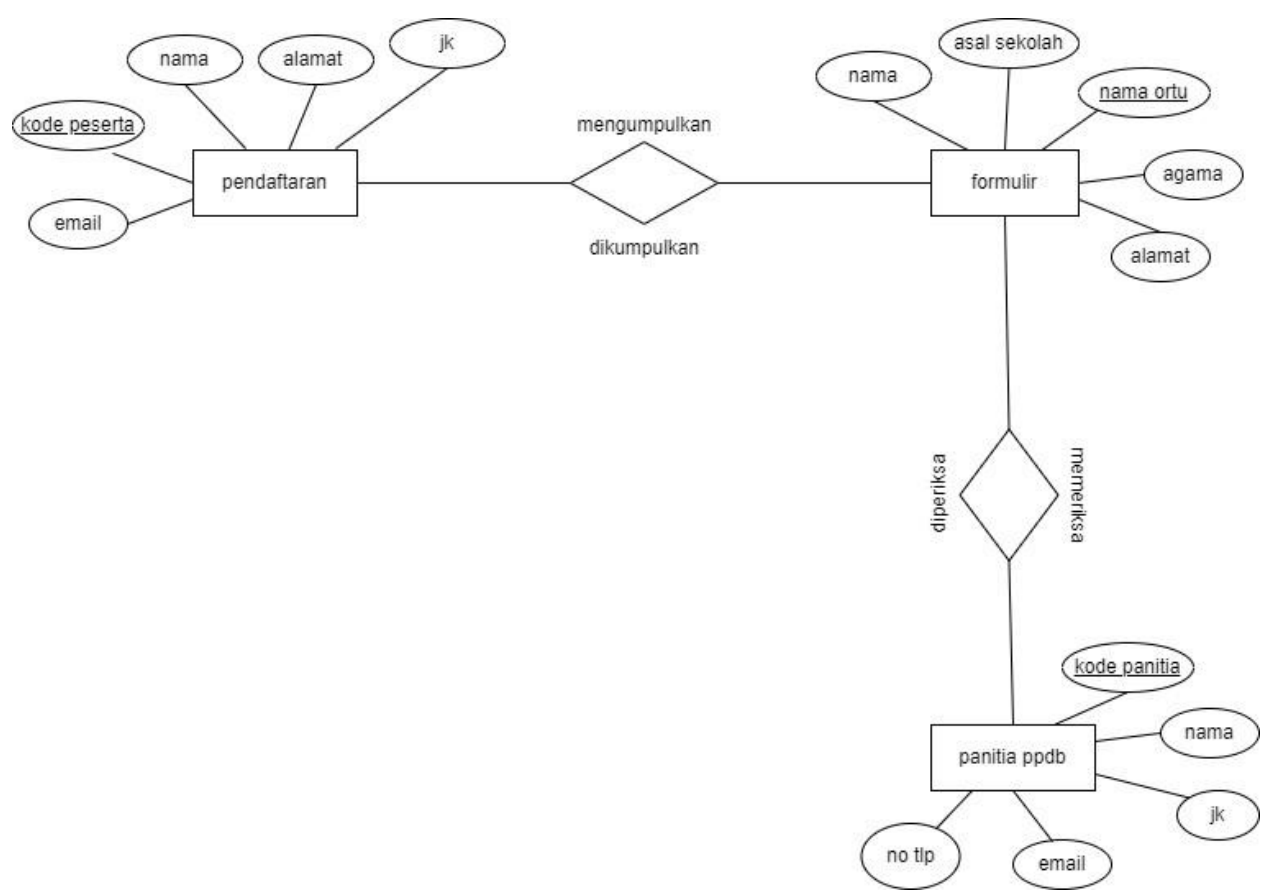 jk
asal sekolah
nama
alamat
nama
nama ortu
kode peserta
mengumpulkan
pendaftaran
formulir
agama
email
dikumpulkan
alamat
diperiksa
memeriksa
kode panitia
nama
panitia ppdb
jk
no tlp
email